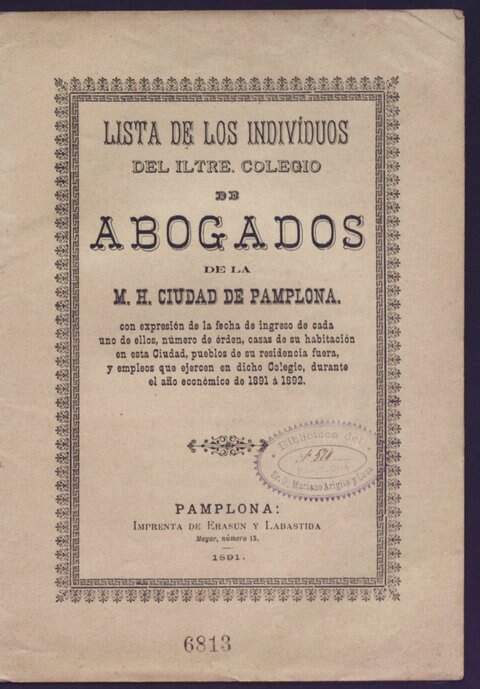 LISTA DE LOS INDIVÍDUOS
DEL ILTRE. COLEGIO
DE
ABOGADOS
DE LA
M. H. CIUDAD DE PAMPLONA.
con expresión de la fecha de ingreso de cada
uno de ellos, número de órden, casas de su habitación
en esta Ciudad, pueblos de su residencia fuera,
y empleos que ejercen en dicho Colegio, durante
el año económico de 1891 á 1892.
Biblioteca del
PAMPLONA:
IMPRENTA DE ERASUN Y LABASTIDA
Mayor, número 13.
1891.
6813